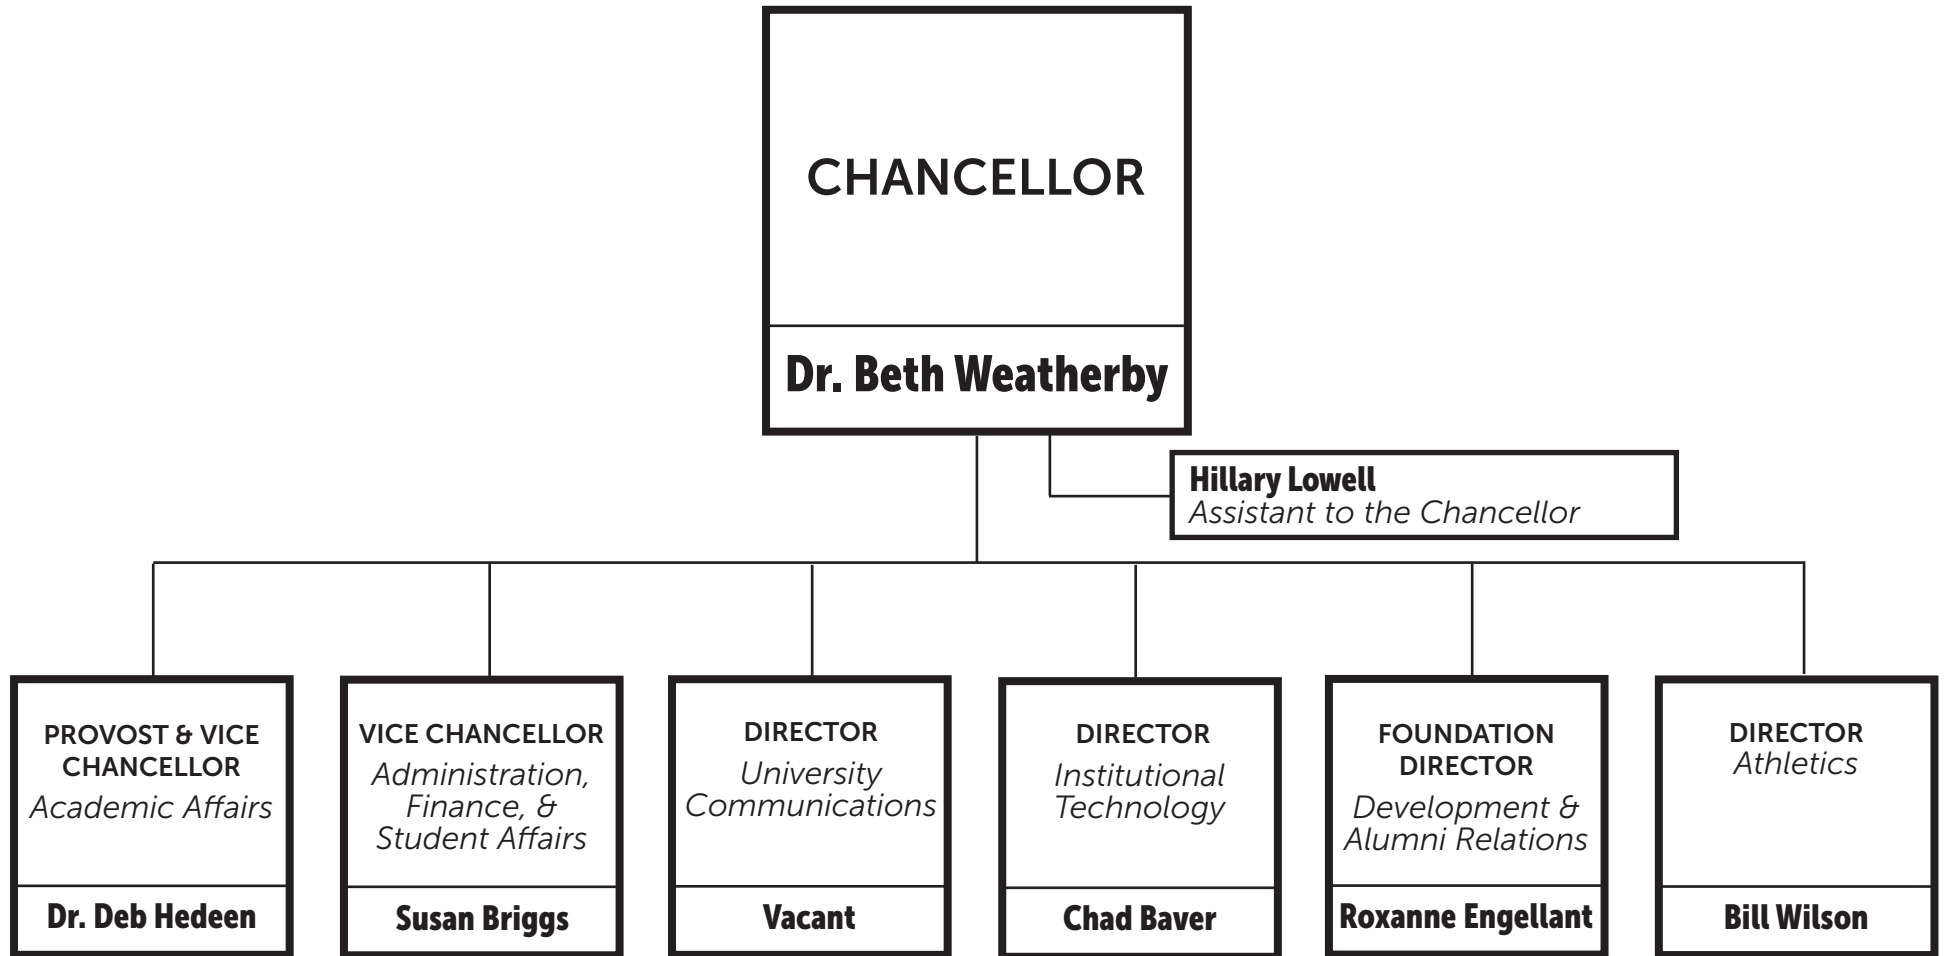 CHANCELLOR
Dr. Beth Weatherby
Hillary Lowell
Assistant to the Chancellor
PROVOST & VICE
CHANCELLOR
Academic Affairs
Dr. Deb Hedeen
VICE CHANCELLOR
Administration,
Finance, &
Student Affairs
Susan Briggs
DIRECTOR
University
Communications
Vacant
DIRECTOR
Institutional
Technology
Chad Baver
FOUNDATION
DIRECTOR
Development &
Alumni Relations
Roxanne Engellant
DIRECTOR
Athletics
Bill Wilson